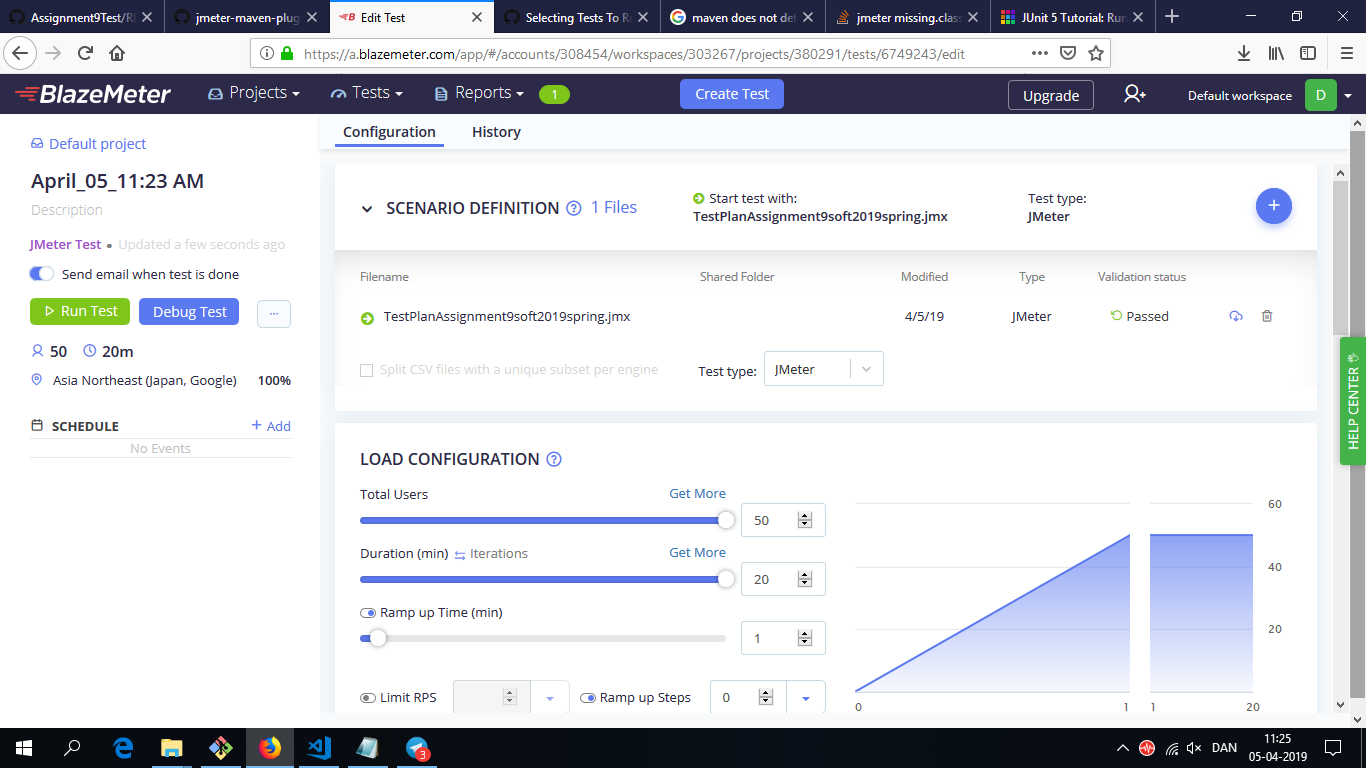 Assignment9Test/RE
jmeter-maven-plug
Edit Test
Selecting Tests To R
maven does not det
jmeter missing.class
JUnit 5 Tutorial: Run
https://a.blazemeter.com/app/#/accounts/308454/workspaces/303267/projects/380291/tests/6749243/edit
BlazeMeter
Projects
Tests
Reports
1
Create Test
Upgrade
Default workspace
D
Default project
April_05_11:23 AM
Description
JMeter Test • Updated a few seconds ago
Send email when test is done
Run Test
Debug Test
...
50
20m
Asia Northeast (Japan, Google) 100%
SCHEDULE
+ Add
No Events
Configuration
History
SCENARIO DEFINITION ? 1 Files
Start test with:
TestPlanAssignment9soft2019spring.jmx
Test type:
JMeter
+
Filename
Shared Folder
Modified
Type
Validation status
TestPlanAssignment9soft2019spring.jmx
4/5/19
JMeter
Passed
Split CSV files with a unique subset per engine
Test type:
JMeter
HELP CENTER
LOAD CONFIGURATION ?
Total Users
Get More
50
Duration (min)
Iterations
Get More
20
Ramp up Time (min)
1
Limit RPS
Ramp up Steps
0
60
40
20
0
1
1
20
3
DAN
11:25
05-04-2019